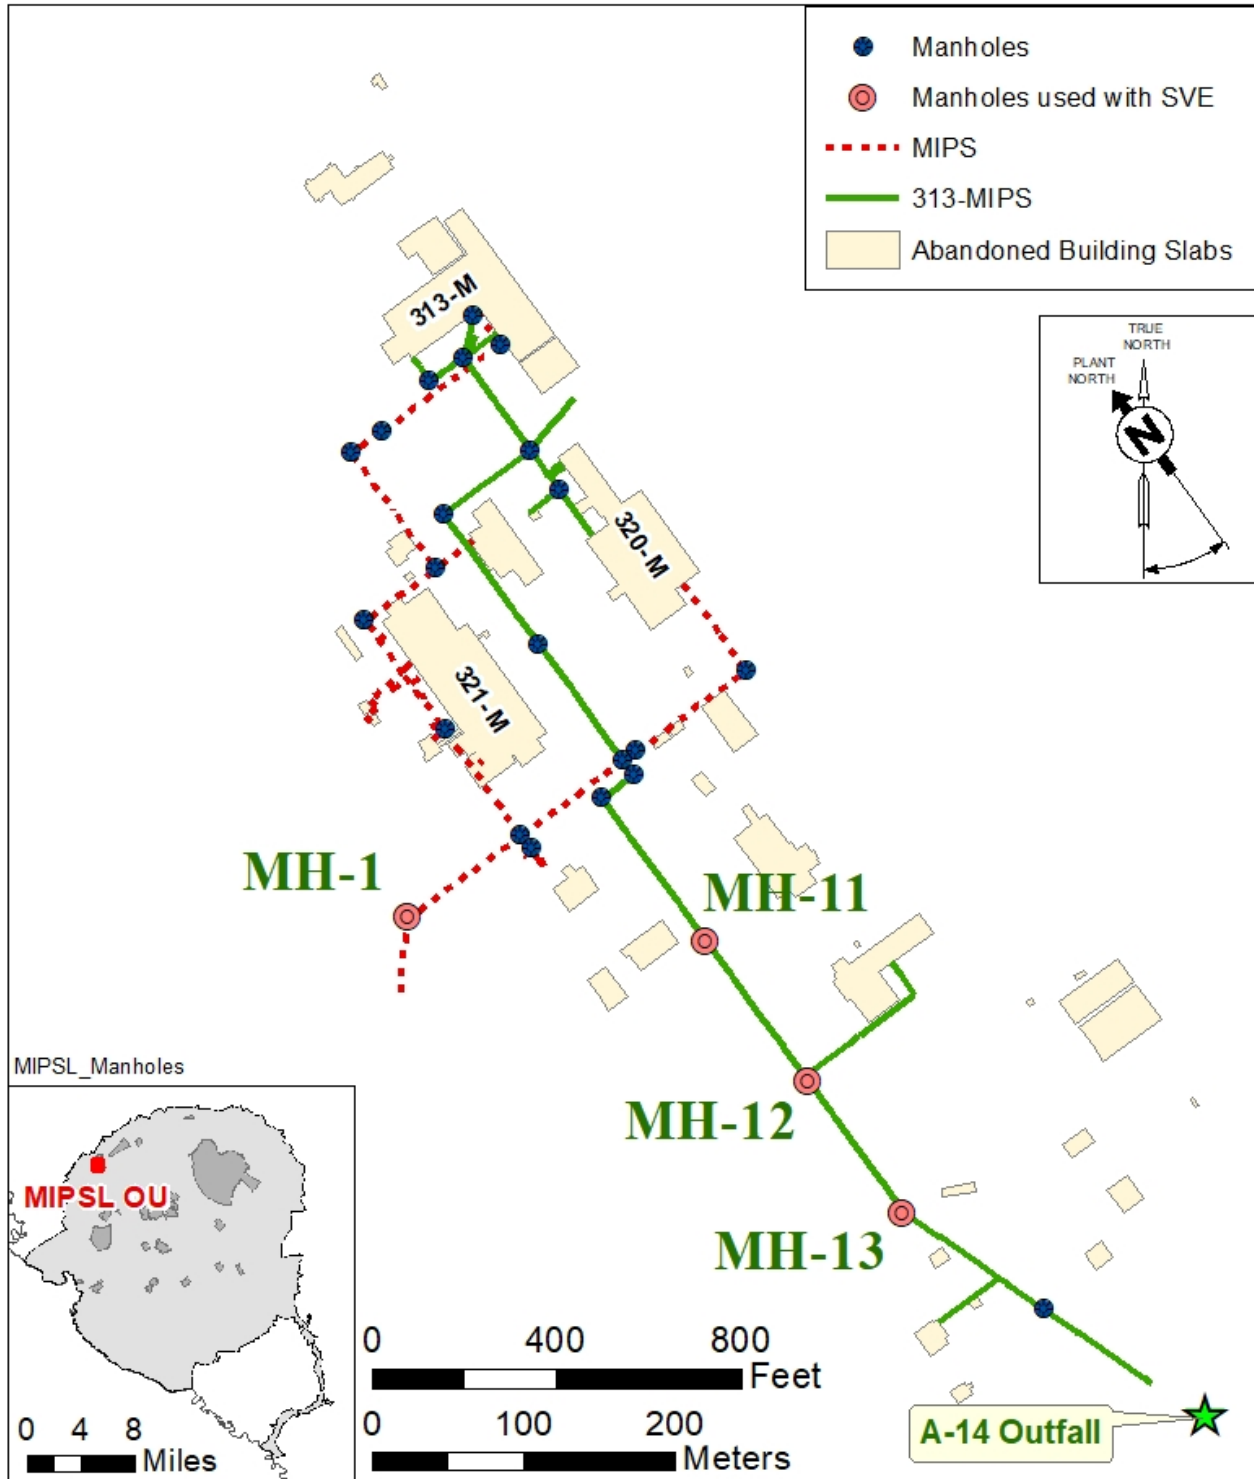 Manholes
Manholes used with SVE
MIPS
313-MIPS
Abandoned Building Slabs
TRUE
NORTH
PLANT
NORTH
N
313-M
320-M
321-M
MH-1
MH-11
MH-12
MH-13
MIPSL_Manholes
MIPSL OU
0 4 8
Miles
0 400 800
Feet
0 100 200
Meters
A-14 Outfall